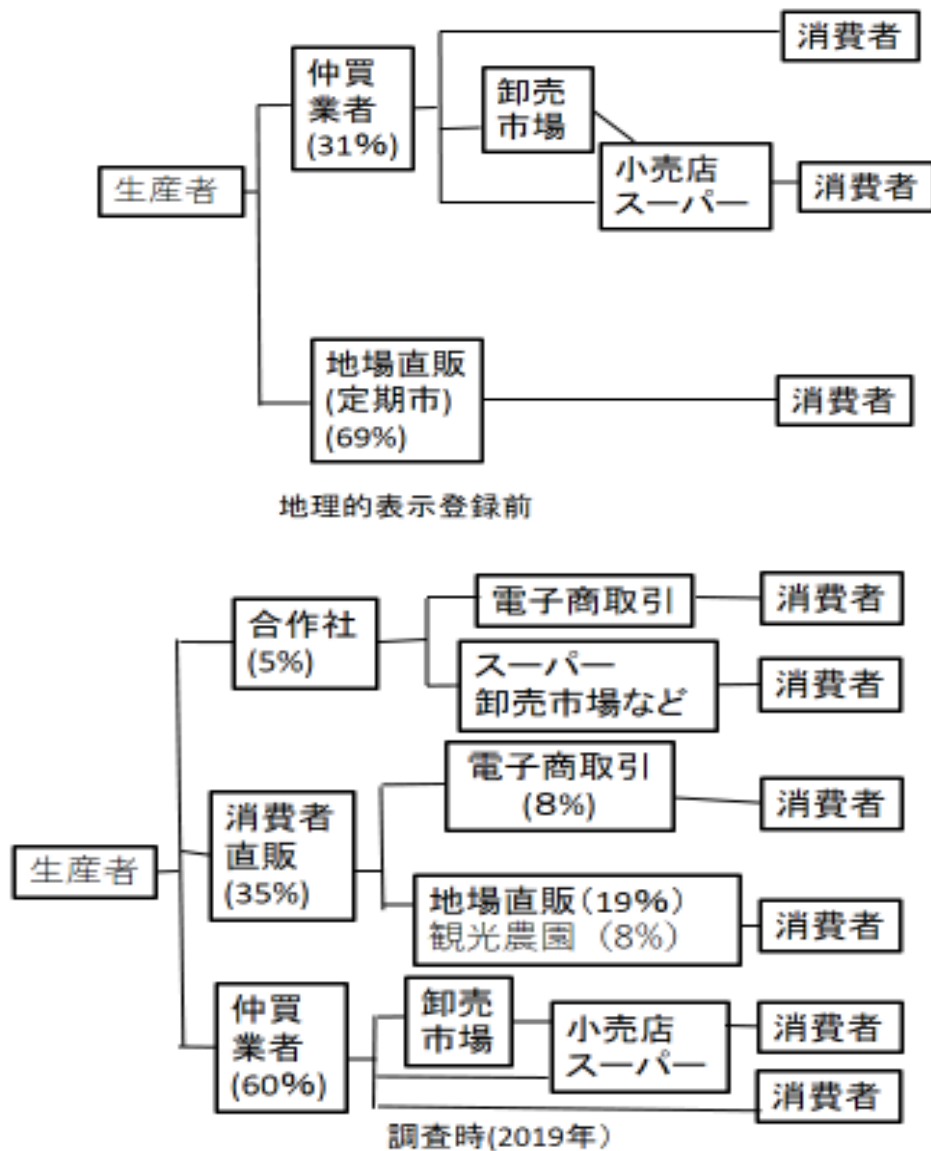 消費者
仲買
業者
(31%)
卸売
市場
小売店
スーパー
消費者
生産者
地場直販
(定期市)
(69%)
消費者
地理的表示登録前
合作社
(5%)
電子商取引
消費者
スーパー
卸売市場など
消費者
電子商取引
(8%)
消費者
消費者
直販
(35%)
生産者
地場直販(19%)
観光農園 (8%)
消費者
仲買
業者
(60%)
卸売
市場
小売店
スーパー
消費者
消費者
調査時(2019年)